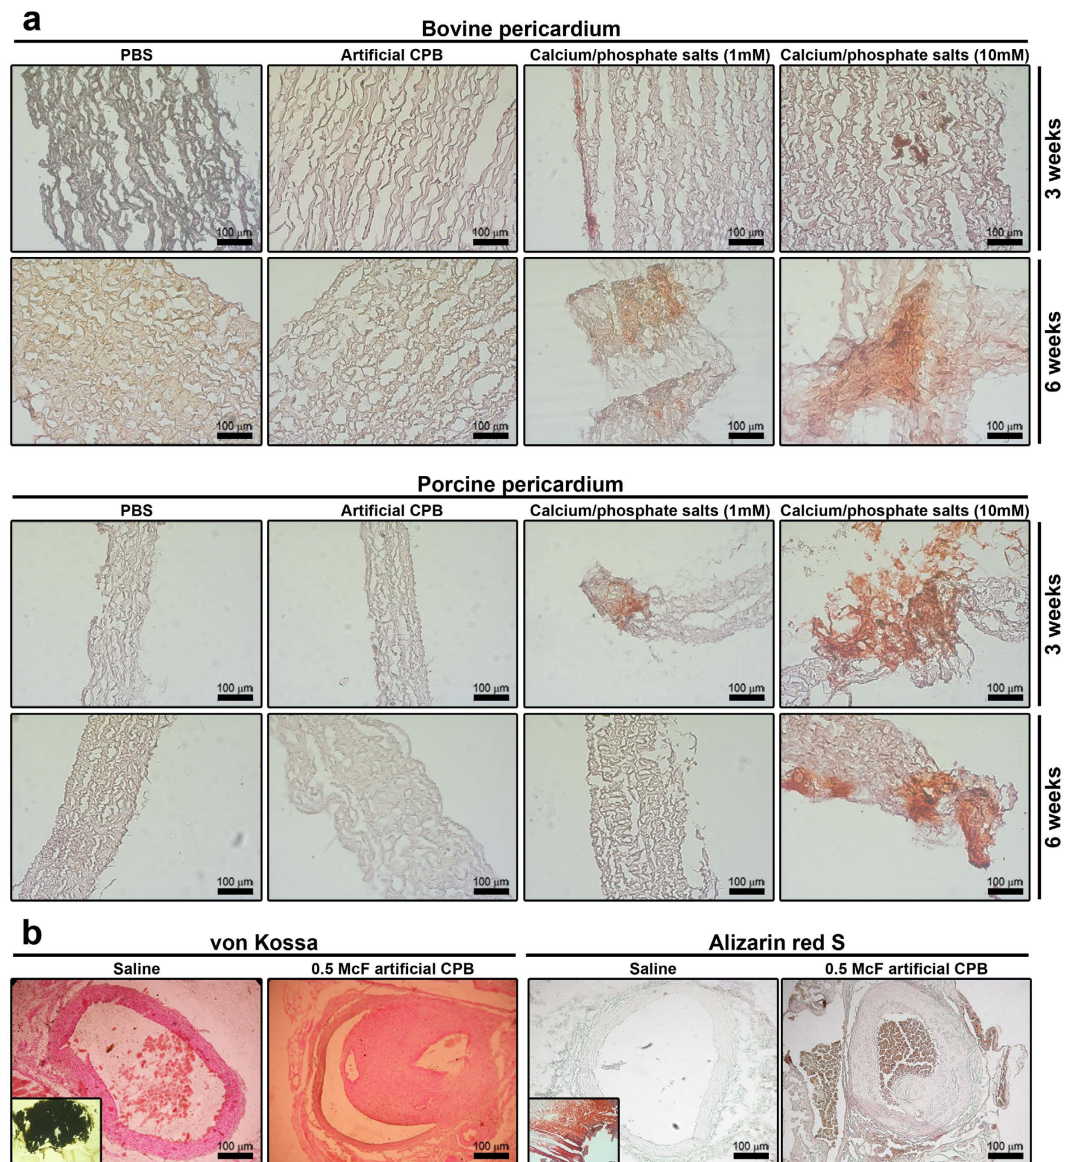 a
Bovine pericardium
PBS Artificial CPB Calcium/phosphate salts (1mM) Calcium/phosphate salts (10mM)
100 µm 100 µm 100 µm 100 µm
3 weeks
100 µm 100 µm 100 µm 100 µm
6 weeks
Porcine pericardium
PBS Artificial CPB Calcium/phosphate salts (1mM) Calcium/phosphate salts (10mM)
100 µm 100 µm 100 µm 100 µm
3 weeks
100 µm 100 µm 100 µm 100 µm
6 weeks
b
von Kossa Alizarin red S
Saline 0.5 McF artificial CPB Saline 0.5 McF artificial CPB
100 µm 100 µm 100 µm 100 µm